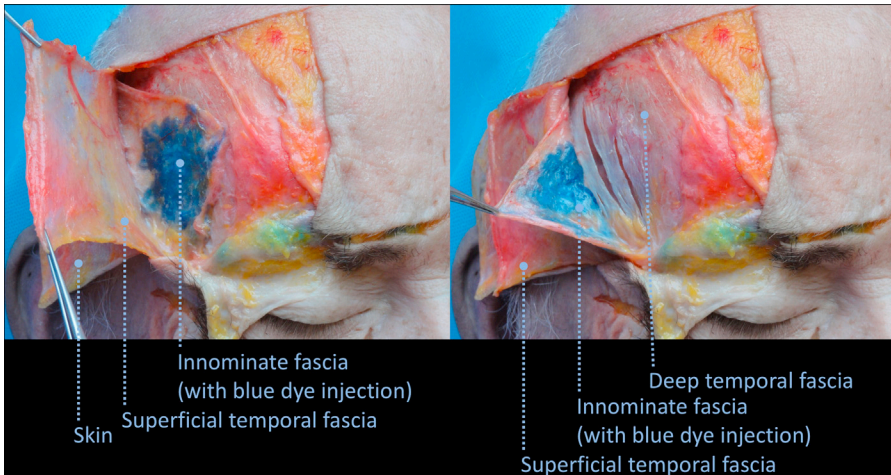 Innominate fascia
(with blue dye injection)
Superficial temporal fascia
Skin
Deep temporal fascia
Innominate fascia
(with blue dye injection)
Superficial temporal fascia